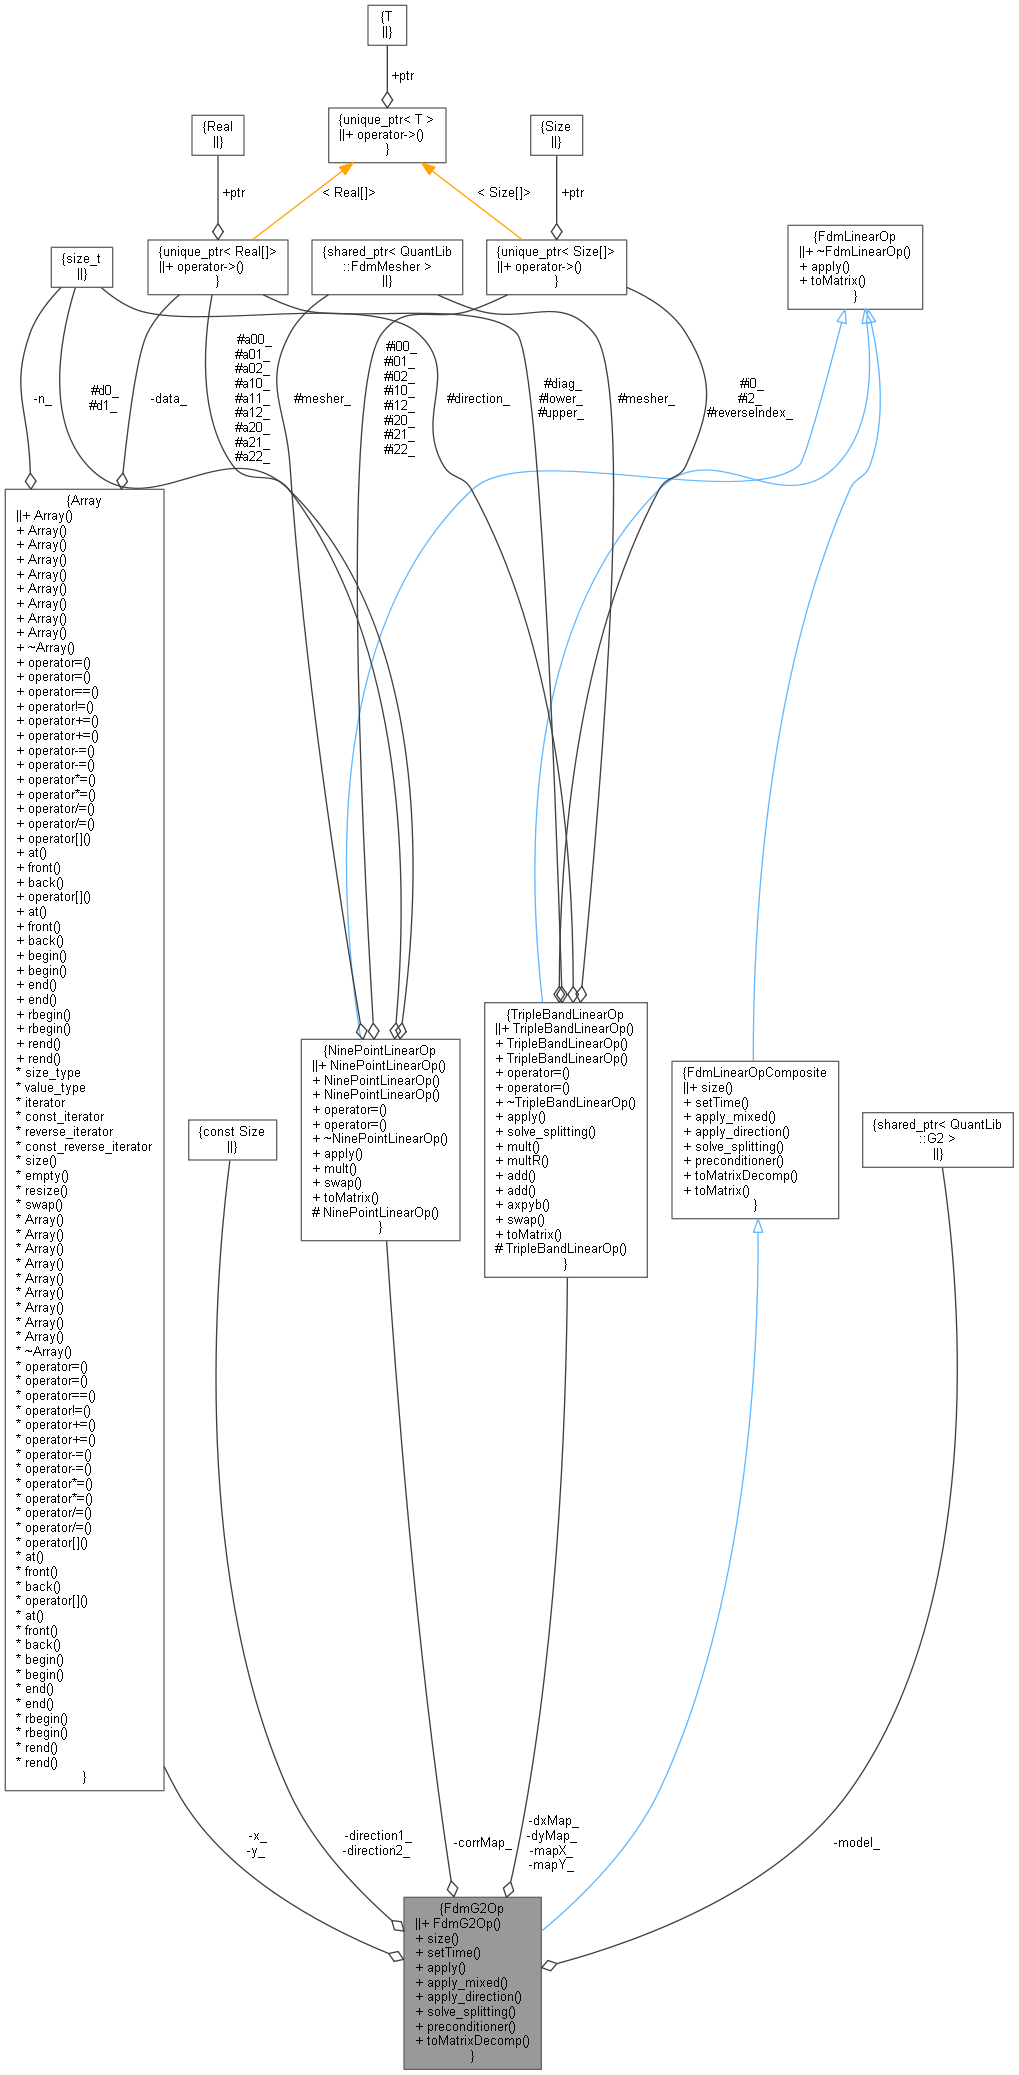 {T
||}
+ptr
{Real
||}
{unique_ptr< T >
||+ operator->()
}
{Size
||}
+ptr
< Real[]>
< Size[]>
+ptr
{size_t
||}
{unique_ptr< Real[]>
||+ operator->()
}
{shared_ptr< QuantLib
::FdmMesher >
||}
{unique_ptr< Size[]>
||+ operator->()
}
{FdmLinearOp
||+ ~FdmLinearOp()
+ apply()
+ toMatrix()
}
-n_
#d0_
#d1_
-data_
#a00_
#a01_
#a02_
#a10_
#a11_
#a12_
#a20_
#a21_
#a22_
#mesher_
#i00_
#i01_
#i02_
#i10_
#i12_
#i20_
#i21_
#i22_
#direction_
#diag_
#lower_
#upper_
#mesher_
#i0_
#i2_
#reverseIndex_
{Array
||+ Array()
+ Array()
+ Array()
+ Array()
+ Array()
+ Array()
+ Array()
+ Array()
+ Array()
+ ~Array()
+ operator=()
+ operator=()
+ operator==()
+ operator!=()
+ operator+=()
+ operator+=()
+ operator-=()
+ operator-=()
+ operator*=()
+ operator*=()
+ operator/=()
+ operator/=()
+ operator[]()
+ at()
+ front()
+ back()
+ operator[]()
+ at()
+ front()
+ back()
+ begin()
+ begin()
+ end()
+ end()
+ rbegin()
+ rbegin()
+ rend()
+ rend()
* size_type
* value_type
* iterator
* const_iterator
* reverse_iterator
* const_reverse_iterator
* size()
* empty()
* resize()
* swap()
* Array()
* Array()
* Array()
* Array()
* Array()
* Array()
* Array()
* Array()
* Array()
* ~Array()
* operator=()
* operator=()
* operator==()
* operator!=()
* operator+=()
* operator+=()
* operator-=()
* operator-=()
* operator*=()
* operator*=()
* operator/=()
* operator/=()
* operator[]()
* at()
* front()
* back()
* operator[]()
* at()
* front()
* back()
* begin()
* begin()
* end()
* end()
* rbegin()
* rbegin()
* rend()
* rend()
}
{const Size
||}
{NinePointLinearOp
||+ NinePointLinearOp()
+ NinePointLinearOp()
+ NinePointLinearOp()
+ operator=()
+ operator=()
+ ~NinePointLinearOp()
+ apply()
+ mult()
+ swap()
+ toMatrix()
# NinePointLinearOp()
}
{TripleBandLinearOp
||+ TripleBandLinearOp()
+ TripleBandLinearOp()
+ TripleBandLinearOp()
+ operator=()
+ operator=()
+ ~TripleBandLinearOp()
+ apply()
+ solve_splitting()
+ mult()
+ multR()
+ add()
+ add()
+ axpyb()
+ swap()
+ toMatrix()
# TripleBandLinearOp()
}
{FdmLinearOpComposite
||+ size()
+ setTime()
+ apply_mixed()
+ apply_direction()
+ solve_splitting()
+ preconditioner()
+ toMatrixDecomp()
+ toMatrix()
}
{shared_ptr< QuantLib
::G2 >
||}
-x_
-y_
-direction1_
-direction2_
-corrMap_
-dxMap_
-dyMap_
-mapX_
-mapY_
-model_
{FdmG2Op
||+ FdmG2Op()
+ size()
+ setTime()
+ apply()
+ apply_mixed()
+ apply_direction()
+ solve_splitting()
+ preconditioner()
+ toMatrixDecomp()
}